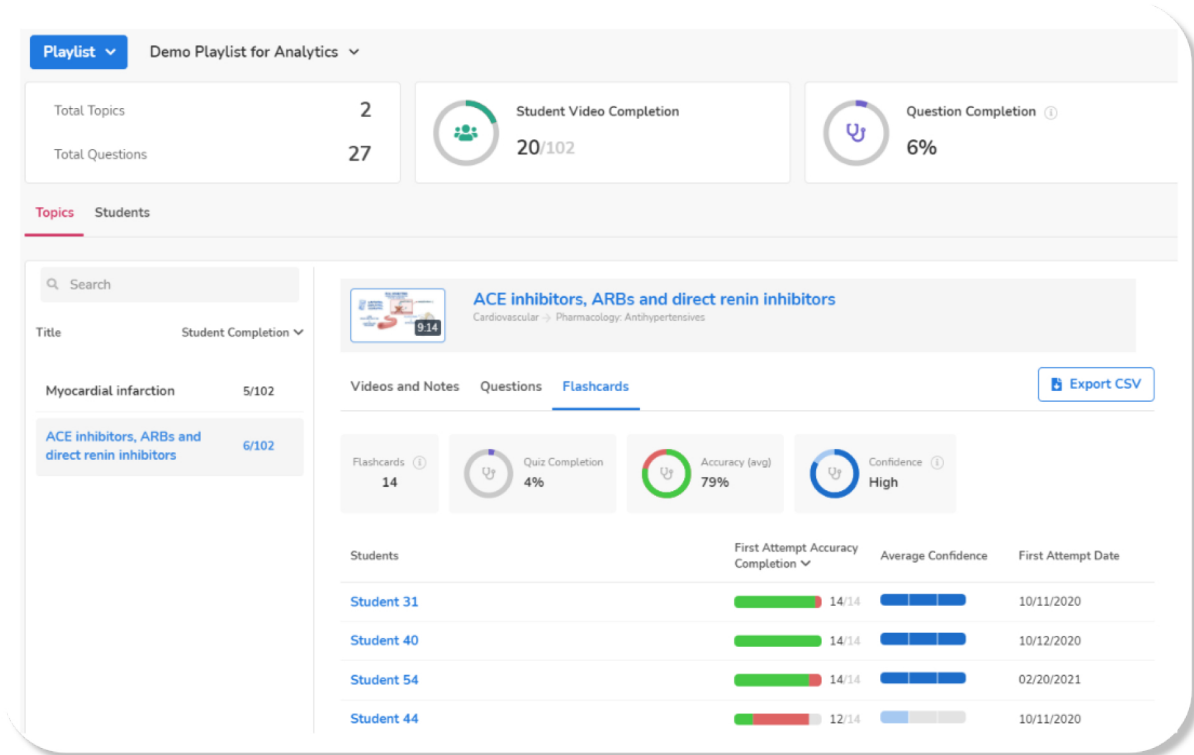 Playlist
Demo Playlist for Analytics
Total Topics 2
Total Questions 27
Student Video Completion
20/102
Question Completion
6%
Topics Students
Search
Title Student Completion
Myocardial infarction 5/102
ACE inhibitors, ARBs and
direct renin inhibitors
6/102
9:14
ACE inhibitors, ARBs and direct renin inhibitors
Cardiovascular → Pharmacology: Antihypertensives
Videos and Notes Questions Flashcards
Export CSV
Flashcards
14
Quiz Completion
4%
Accuracy (avg)
79%
Confidence
High
Students First Attempt Accuracy
Completion Average Confidence First Attempt Date
Student 31 14/14 10/11/2020
Student 40 14/14 10/12/2020
Student 54 14/14 02/20/2021
Student 44 12/14 10/11/2020